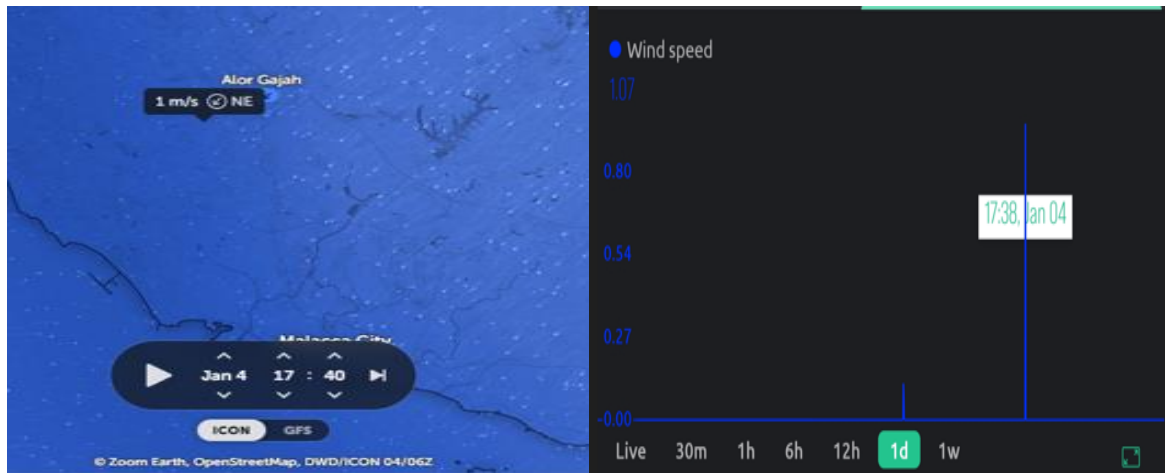 Alor Gajah
1 m/s NE
Malacca City
Jan 4 17 : 40
ICON GFS
© Zoom Earth, OpenStreetMap, DWD/ICON 04/06Z
Wind speed
1.07
0.80
17:38, Jan 04
0.54
0.27
-0.00
Live 30m 1h 6h 12h 1d 1w